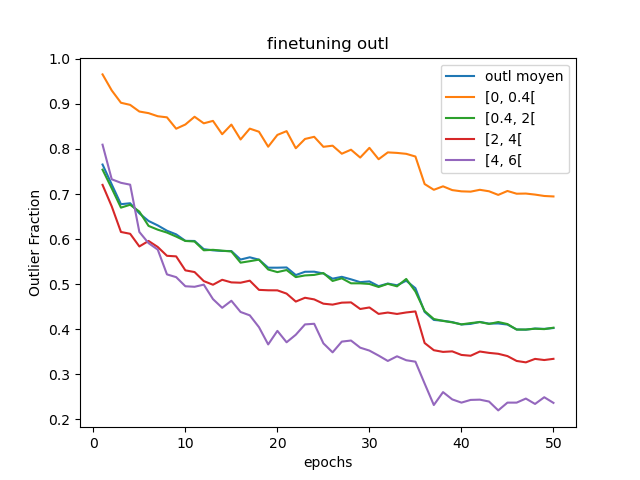 finetuning outl
outl moyen
[0, 0.4[
[0.4, 2[
[2, 4[
[4, 6[
1.0
0.9
0.8
0.7
0.6
0.5
0.4
0.3
0.2
Outlier Fraction
0 10 20 30 40 50
epochs